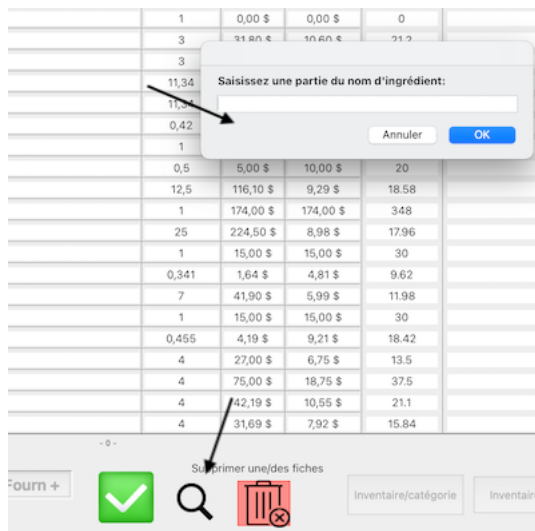 1 0,00 $ 0,00 $ 0
3 31,80 $ 10,60 $ 21.2
3
Saisissez une partie du nom d'ingrédient:
11,34
11,34
0,42
Annuler OK
1
0,5 5,00 $ 10,00 $ 20
12,5 116,10 $ 9,29 $ 18.58
1 174,00 $ 174,00 $ 348
25 224,50 $ 8,98 $ 17.96
1 15,00 $ 15,00 $ 30
0,341 1,64 $ 4,81 $ 9.62
7 41,90 $ 5,99 $ 11.98
1 15,00 $ 15,00 $ 30
0,455 4,19 $ 9,21 $ 18.42
4 27,00 $ 6,75 $ 13.5
4 75,00 $ 18,75 $ 37.5
4 42,19 $ 10,55 $ 21.1
4 31,69 $ 7,92 $ 15.84
- 0 -
Supprimer une/des fiches
Fourn +
Inventaire/catégorie Inventair